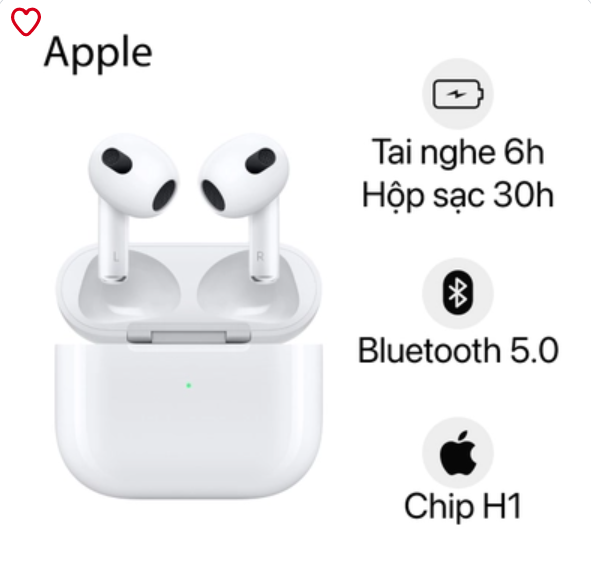 Apple
Tai nghe 6h
Hộp sạc 30h
L
R
Bluetooth 5.0
Chip H1